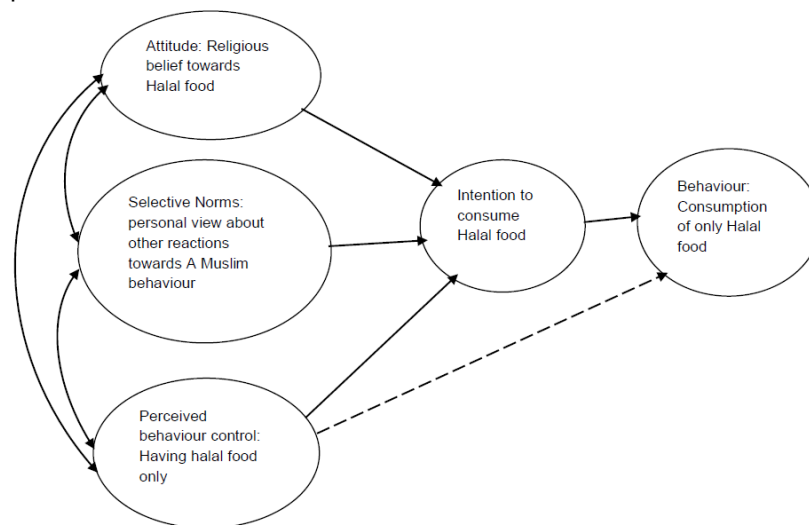 Attitude: Religious
belief towards
Halal food
Selective Norms:
personal view about
other reactions
towards A Muslim
behaviour
Perceived
behaviour control:
Having halal food
only
Intention to
consume
Halal food
Behaviour:
Consumption
of only Halal
food